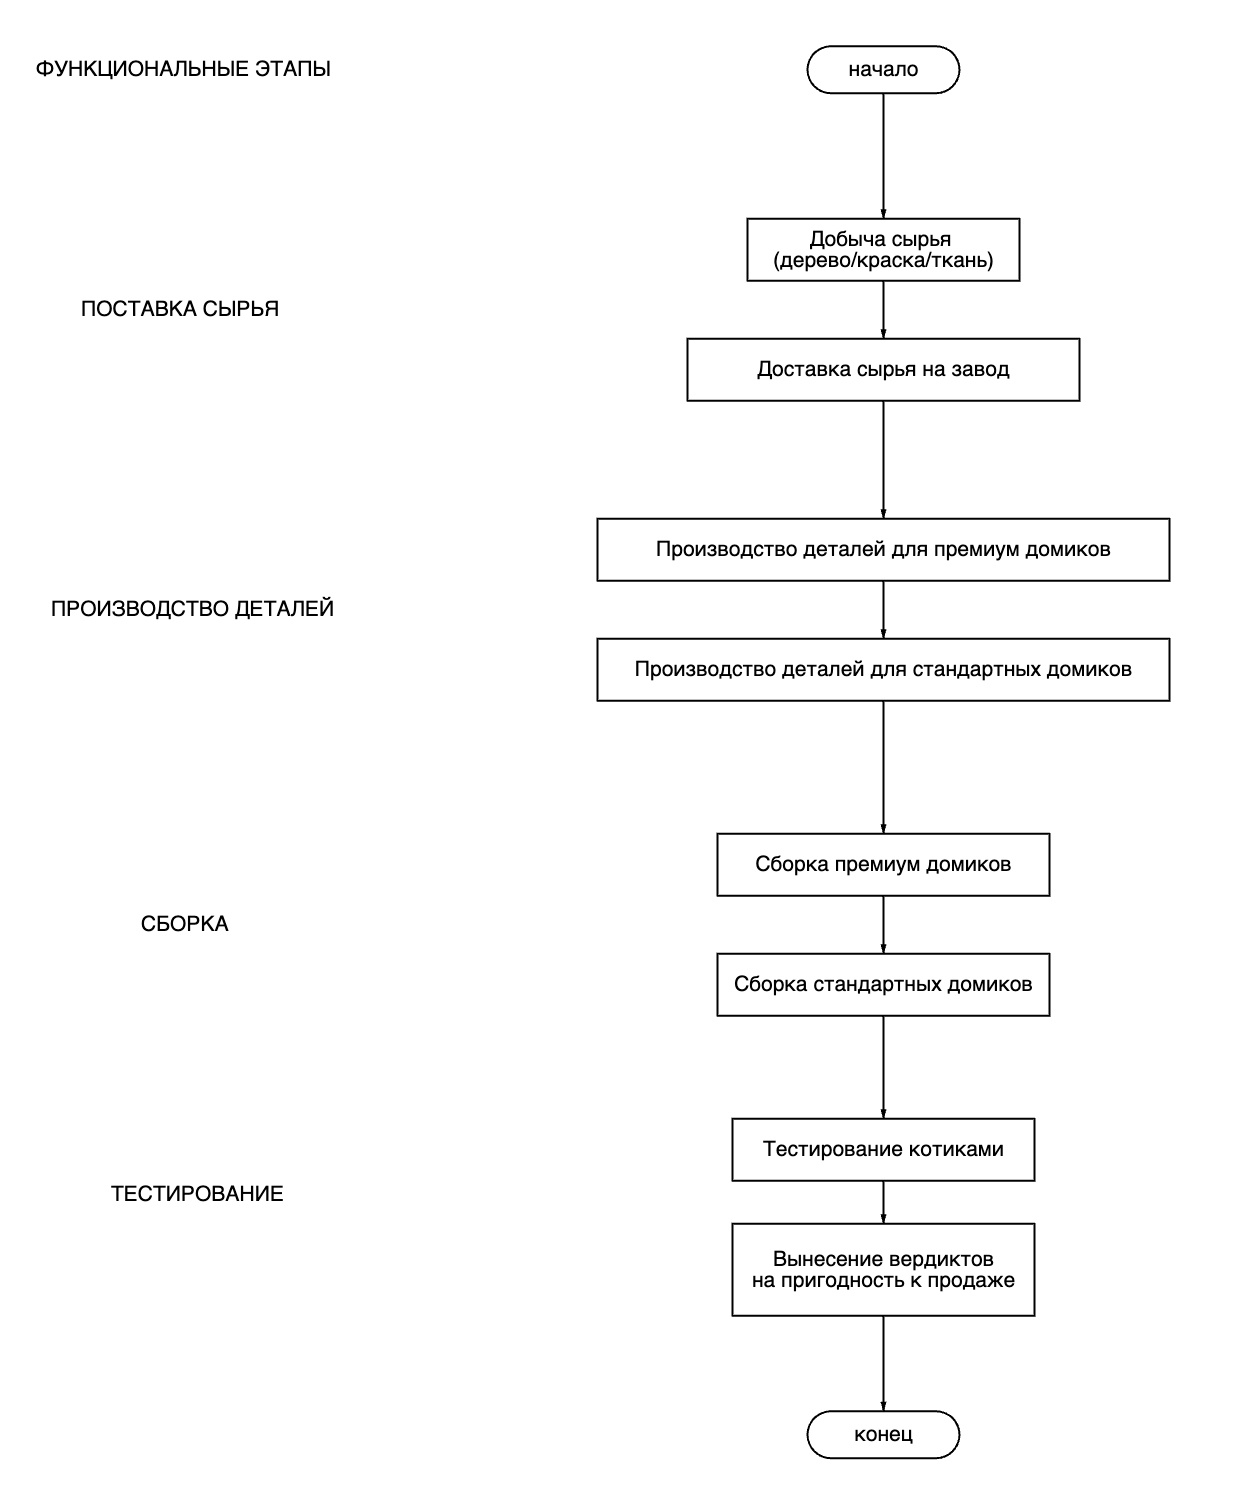 ФУНКЦИОНАЛЬНЫЕ ЭТАПЫ
начало
Добыча сырья
(дерево/краска/ткань)
ПОСТАВКА СЫРЬЯ
Доставка сырья на завод
Производство деталей для премиум домиков
ПРОИЗВОДСТВО ДЕТАЛЕЙ
Производство деталей для стандартных домиков
Сборка премиум домиков
СБОРКА
Сборка стандартных домиков
Тестирование котиками
ТЕСТИРОВАНИЕ
Вынесение вердиктов
на пригодность к продаже
конец